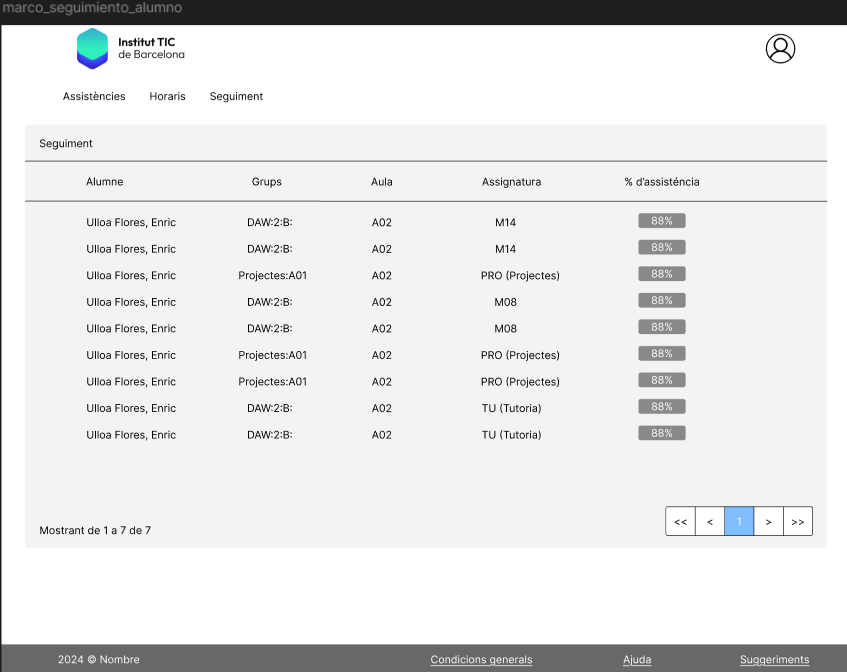 marco_seguimiento_alumno
Institut TIC
de Barcelona
Assistències Horaris Seguiment
Seguiment
Alumne Grups Aula Assignatura % d'assisténcia
Ulloa Flores, Enric DAW:2:B: A02 M14 88%
Ulloa Flores, Enric DAW:2:B: A02 M14 88%
Ulloa Flores, Enric Projectes:A01 A02 PRO (Projectes) 88%
Ulloa Flores, Enric DAW:2:B: A02 M08 88%
Ulloa Flores, Enric DAW:2:B: A02 M08 88%
Ulloa Flores, Enric Projectes:A01 A02 PRO (Projectes) 88%
Ulloa Flores, Enric Projectes:A01 A02 PRO (Projectes) 88%
Ulloa Flores, Enric DAW:2:B: A02 TU (Tutoria) 88%
Ulloa Flores, Enric DAW:2:B: A02 TU (Tutoria) 88%
Mostrant de 1 a 7 de 7 << < 1 > >>
2024 © Nombre Condicions generals Ajuda Suggeriments